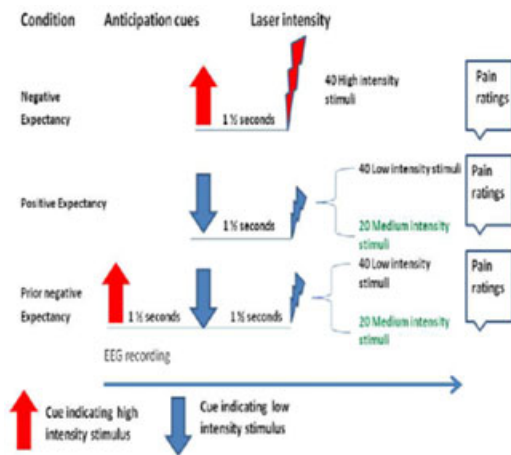 Condition Anticipation cues Laser intensity
Negative
Expectancy
1 ½ seconds
40 High intensity
stimuli
Pain
ratings
Positive Expectancy
1 ½ seconds
40 Low intensity stimuli
20 Medium intensity
stimuli
Pain
ratings
Prior negative
Expectancy
1 ½ seconds
1 ½ seconds
40 Low intensity
stimuli
20 Medium intensity
stimuli
Pain
ratings
EEG recording
Cue indicating high
intensity stimulus
Cue indicating low
intensity stimulus